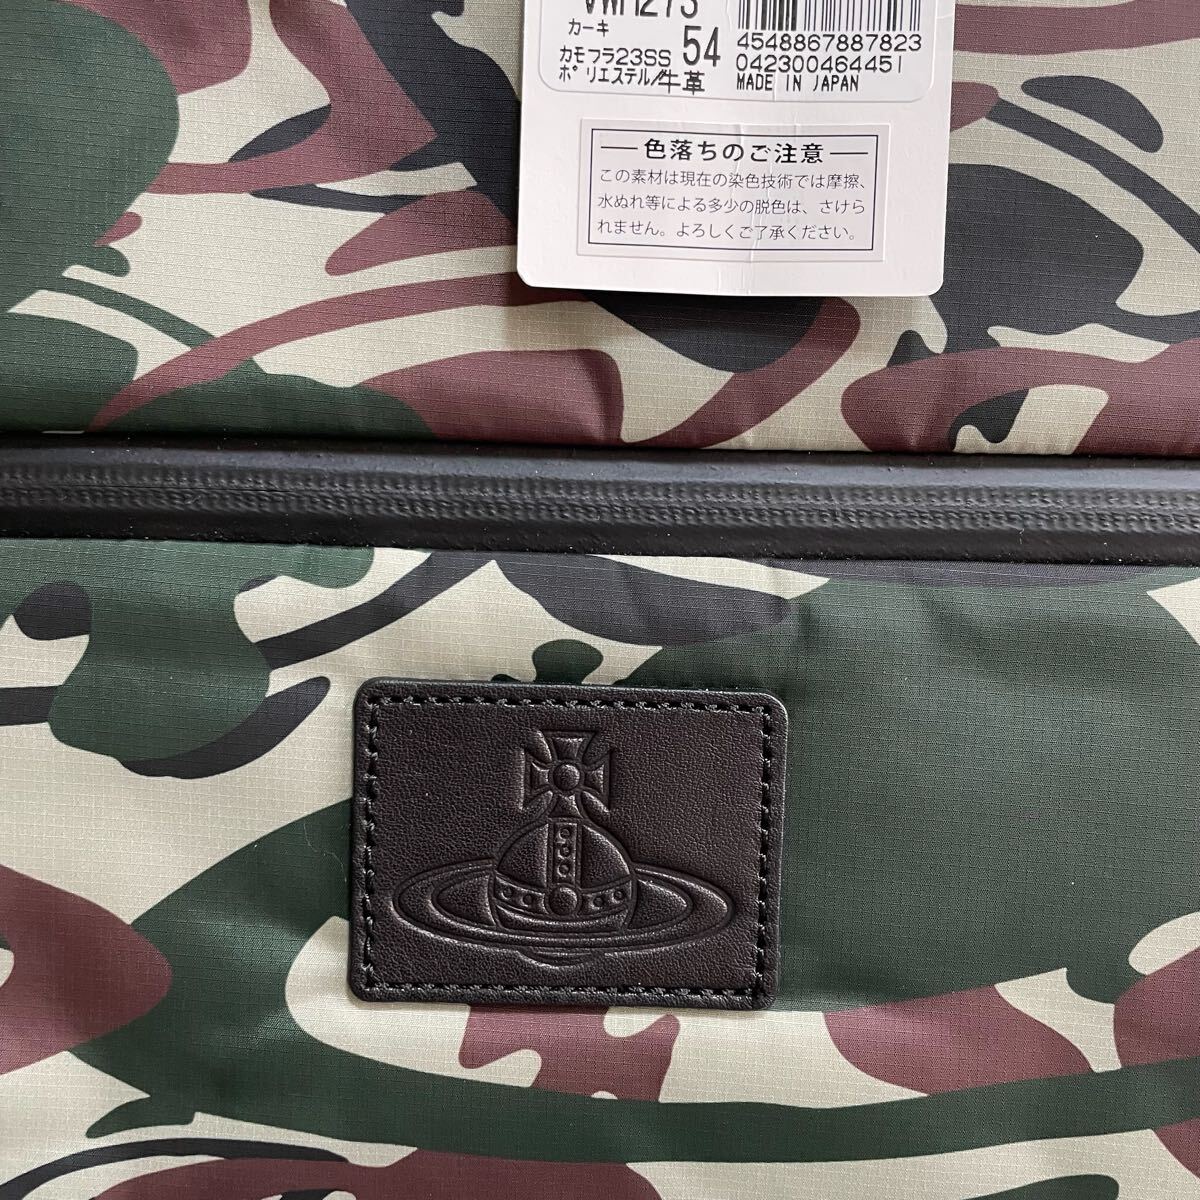 カーキ
カモフラ23SS 54
ポリエステル/牛革
4548867887823
042300464451
MADE IN JAPAN
色落ちのご注意
この素材は現在の染色技術では摩擦、
水ぬれ等による多少の脱色は、さけら
れません。よろしくご了承ください。